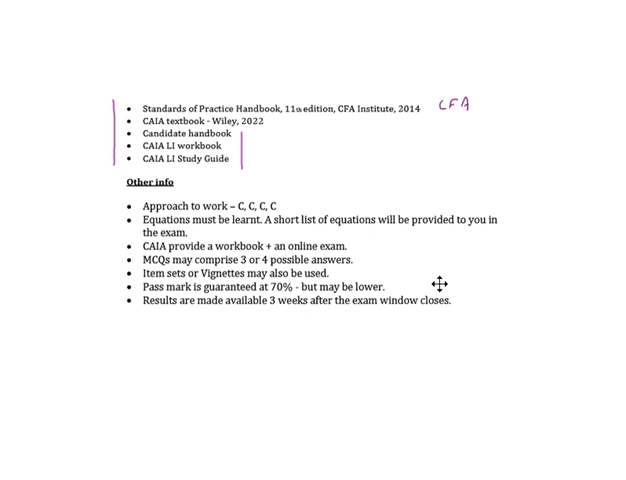 • Standards of Practice Handbook, 11th edition, CFA Institute, 2014 CFA
• CAIA textbook - Wiley, 2022
• Candidate handbook
• CAIA LI workbook
• CAIA LI Study Guide
Other info
• Approach to work – C, C, C, C
• Equations must be learnt. A short list of equations will be provided to you in
the exam.
• CAIA provide a workbook + an online exam.
• MCQs may comprise 3 or 4 possible answers.
• Item sets or Vignettes may also be used.
• Pass mark is guaranteed at 70% - but may be lower.
• Results are made available 3 weeks after the exam window closes.